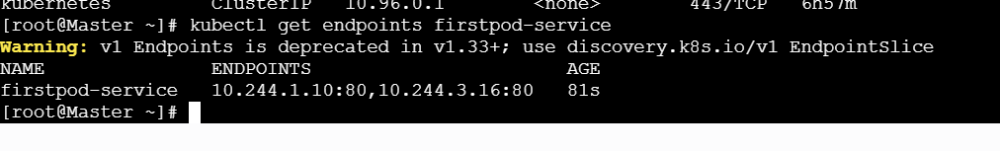 kubernetes ClusterIP 10.96.0.1 <none> 443/TCP 6h57m
[root@Master ~]# kubectl get endpoints firstpod-service
Warning: v1 Endpoints is deprecated in v1.33+; use discovery.k8s.io/v1 EndpointSlice
NAME ENDPOINTS AGE
firstpod-service 10.244.1.10:80,10.244.3.16:80 81s
[root@Master ~]#